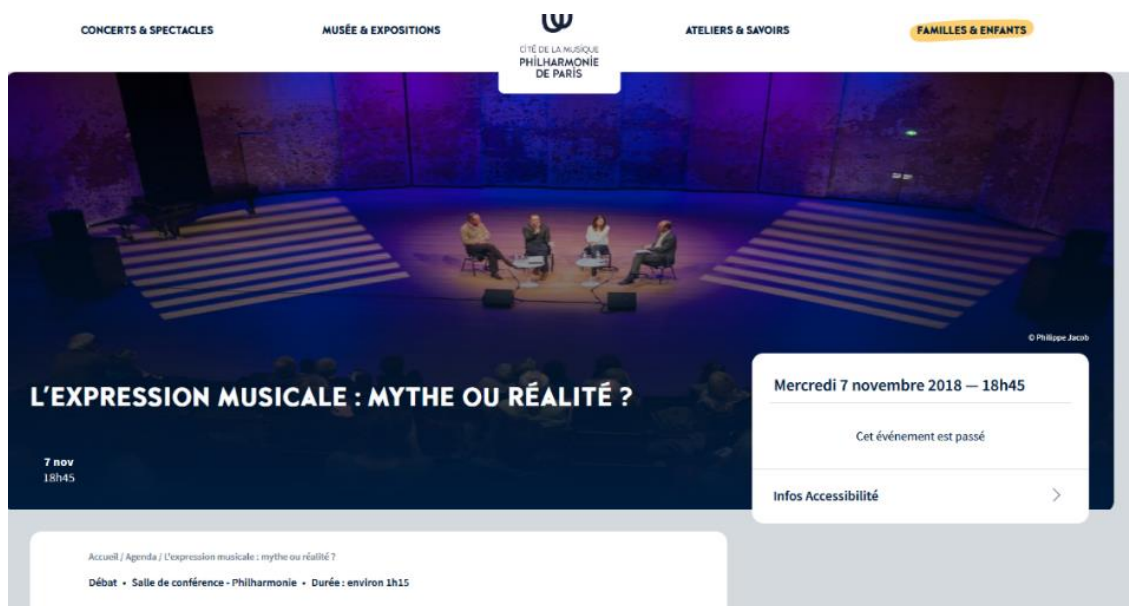 CONCERTS & SPECTACLES
MUSÉE & EXPOSITIONS
CITÉ DE LA MUSIQUE
PHILHARMONIE
DE PARIS
ATELIERS & SAVOIRS
FAMILLES & ENFANTS
© Philippe Jacob
L'EXPRESSION MUSICALE : MYTHE OU RÉALITÉ ?
7 nov
18h45
Mercredi 7 novembre 2018 — 18h45
Cet événement est passé
Infos Accessibilité
Accueil / Agenda / L'expression musicale : mythe ou réalité ?
Débat • Salle de conférence - Philharmonie • Durée : environ 1h15